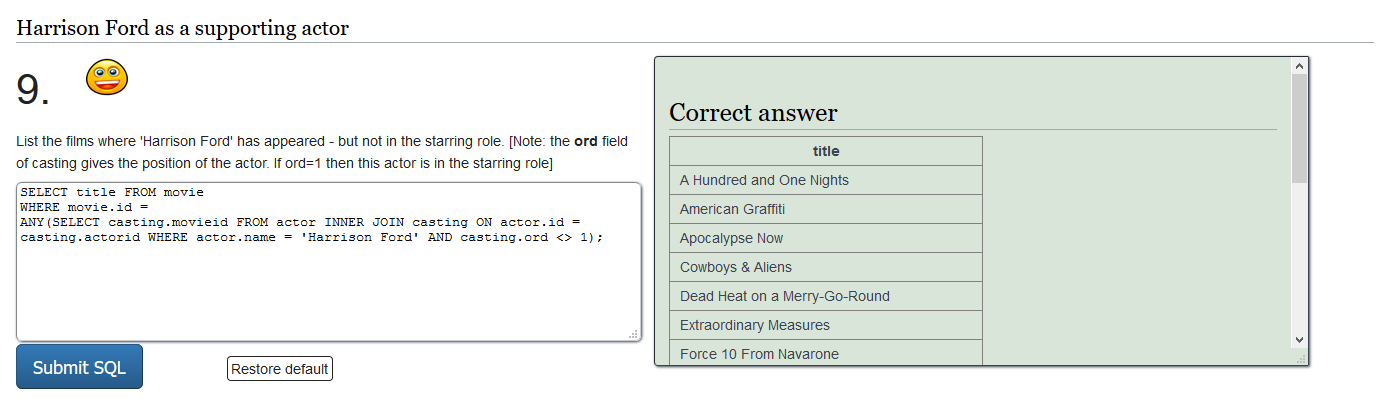 Harrison Ford as a supporting actor
9.
List the films where 'Harrison Ford' has appeared - but not in the starring role. [Note: the ord field
of casting gives the position of the actor. If ord=1 then this actor is in the starring role]
SELECT title FROM movie
WHERE movie.id =
ANY(SELECT casting.movieid FROM actor INNER JOIN casting ON actor.id =
casting.actorid WHERE actor.name = 'Harrison Ford' AND casting.ord <> 1);
Submit SQL
Restore default
Correct answer
title
A Hundred and One Nights
American Graffiti
Apocalypse Now
Cowboys & Aliens
Dead Heat on a Merry-Go-Round
Extraordinary Measures
Force 10 From Navarone